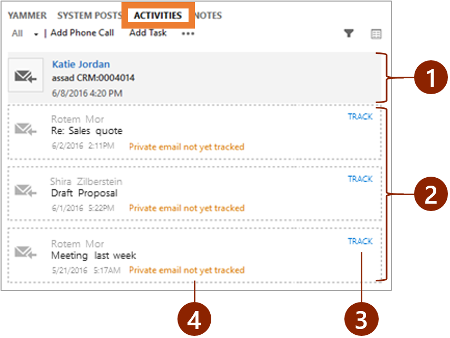 YAMMER SYSTEM POSTS ACTIVITIES NOTES
All | Add Phone Call Add Task •••
Katie Jordan
assad CRM:0004014
6/8/2016 4:20 PM
1
Rotem Mor TRACK
Re: Sales quote
6/2/2016 2:11PM Private email not yet tracked
Shira Zilberstein TRACK
Draft Proposal
6/1/2016 5:22PM Private email not yet tracked
2
Rotem Mor TRACK
Meeting last week
5/21/2016 5:17AM Private email not yet tracked
4 3